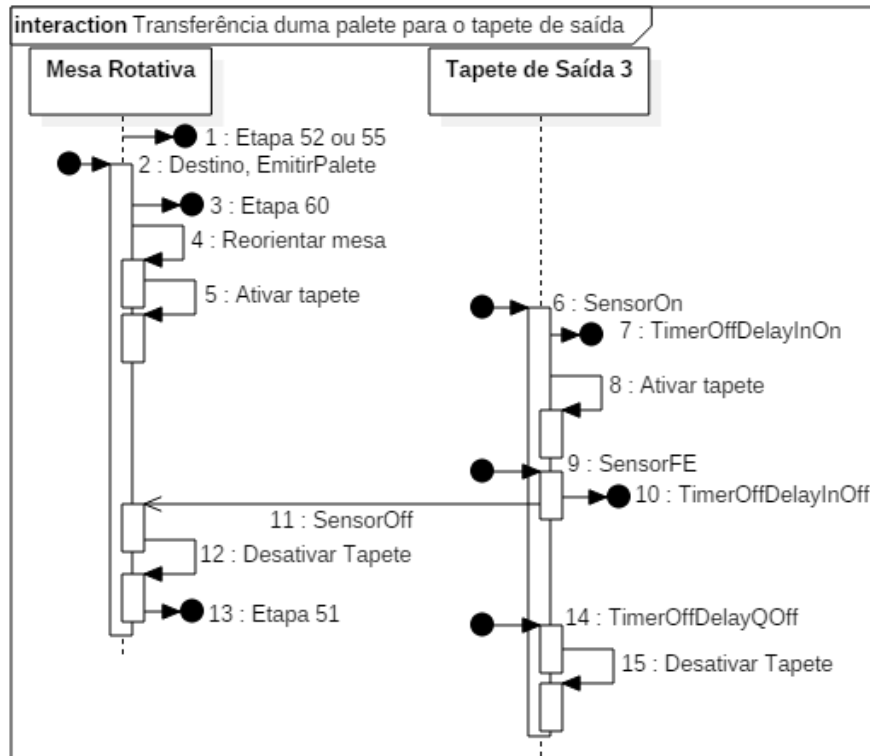 interaction Transferência duma palete para o tapete de saída
Mesa Rotativa
Tapete de Saída 3
1 : Etapa 52 ou 55
2 : Destino, EmitirPalete
3 : Etapa 60
4 : Reorientar mesa
5 : Ativar tapete
6 : SensorOn
7 : TimerOffDelayInOn
8 : Ativar tapete
9 : SensorFE
10 : TimerOffDelayInOff
11 : SensorOff
12 : Desativar Tapete
13 : Etapa 51
14 : TimerOffDelayQOff
15 : Desativar Tapete